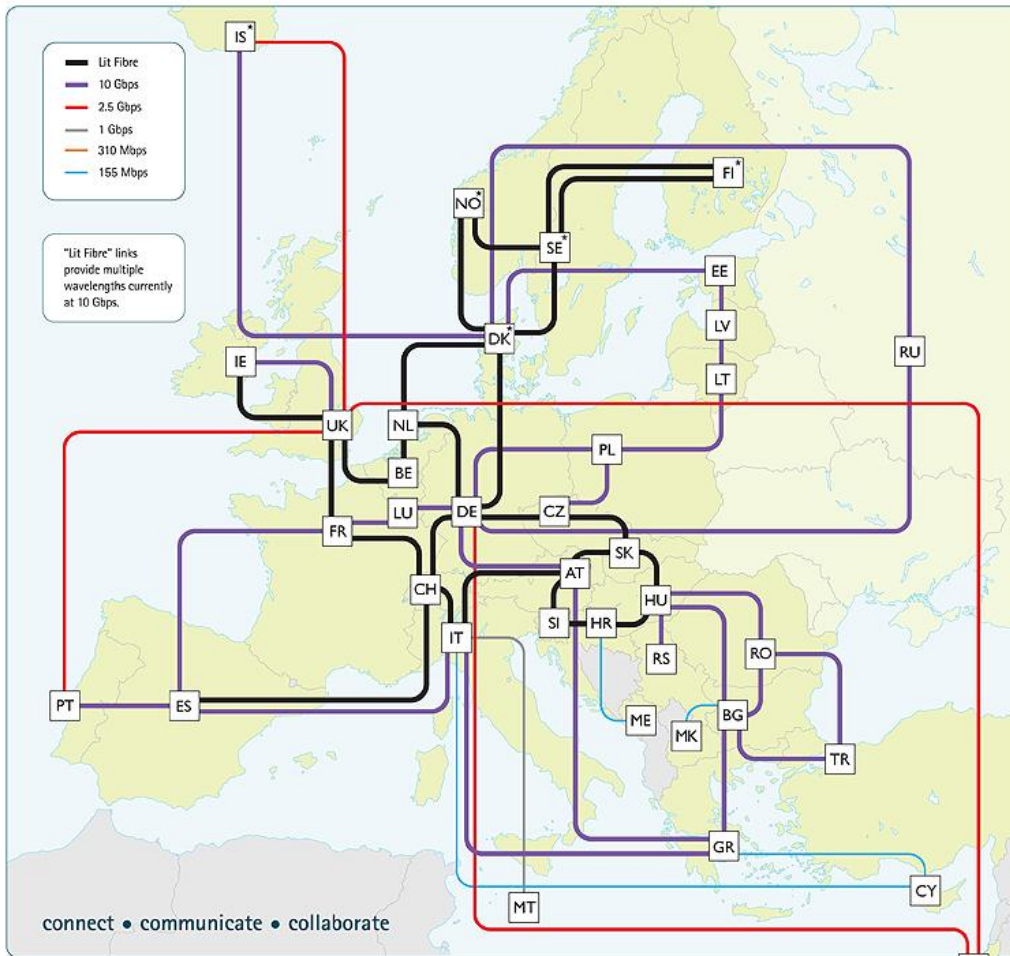 IS*
Lit Fibre
10 Gbps
2.5 Gbps
1 Gbps
310 Mbps
155 Mbps
"Lit Fibre" links
provide multiple
wavelengths currently
at 10 Gbps.
FI*
NO*
SE*
EE
LV
DK*
RU
IE
LT
UK
NL
PL
BE
LU
DE
CZ
FR
SK
AT
CH
HU
SI
HR
IT
RS
RO
PT
ES
ME
MK
BG
TR
GR
CY
MT
connect • communicate • collaborate